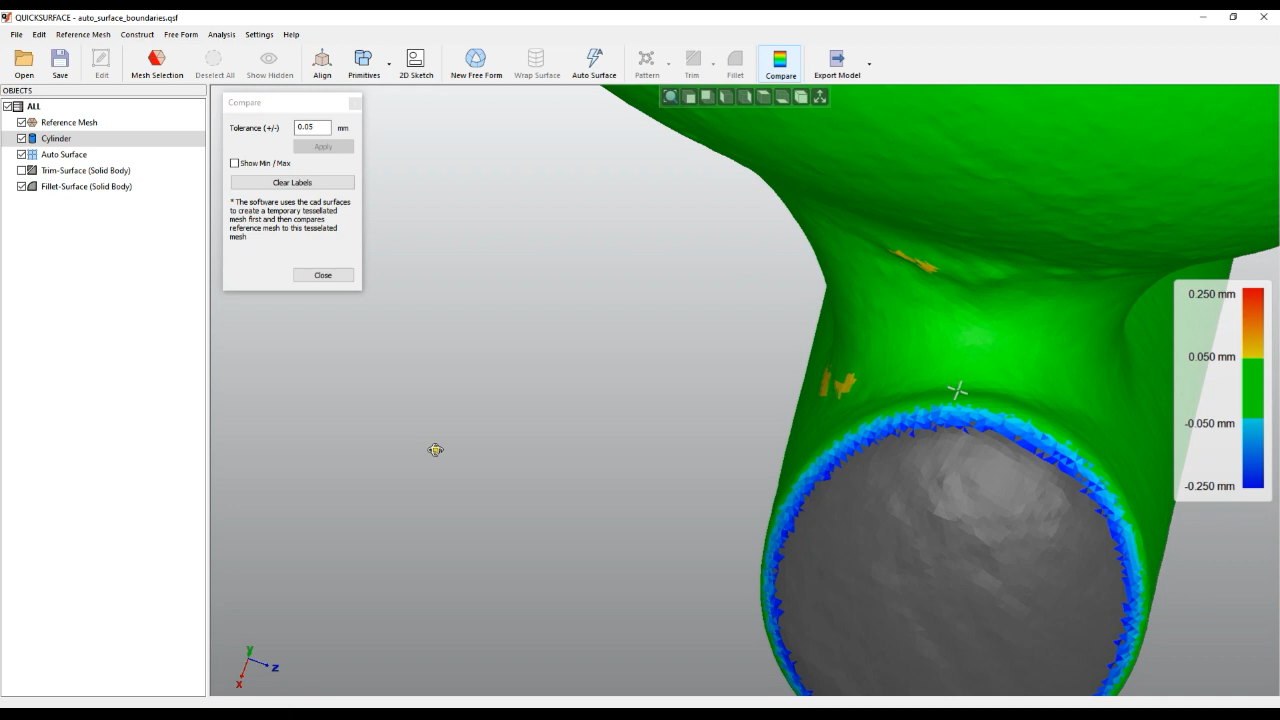 QUICKSURFACE - auto_surface_boundaries.qsf
File Edit Reference Mesh Construct Free Form Analysis Settings Help
Open Save Edit Mesh Selection Deselect All Show Hidden Align Primitives 2D Sketch New Free Form Wrap Surface Auto Surface Pattern Trim Fillet Compare Export Model
OBJECTS
ALL
Reference Mesh
Cylinder
Auto Surface
Trim-Surface (Solid Body)
Fillet-Surface (Solid Body)
Compare
Tolerance (+/-) 0.05 mm
Apply
Show Min / Max
Clear Labels
*The software uses the cad surfaces
to create a temporary tessellated
mesh first and then compares
reference mesh to this tesselated
mesh
Close
0.250 mm
0.050 mm
-0.050 mm
-0.250 mm
y
z
x